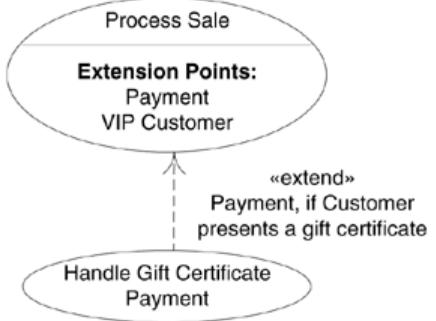 Process Sale
Extension Points:
Payment
VIP Customer
«extend»
Payment, if Customer
presents a gift certificate
Handle Gift Certificate
Payment